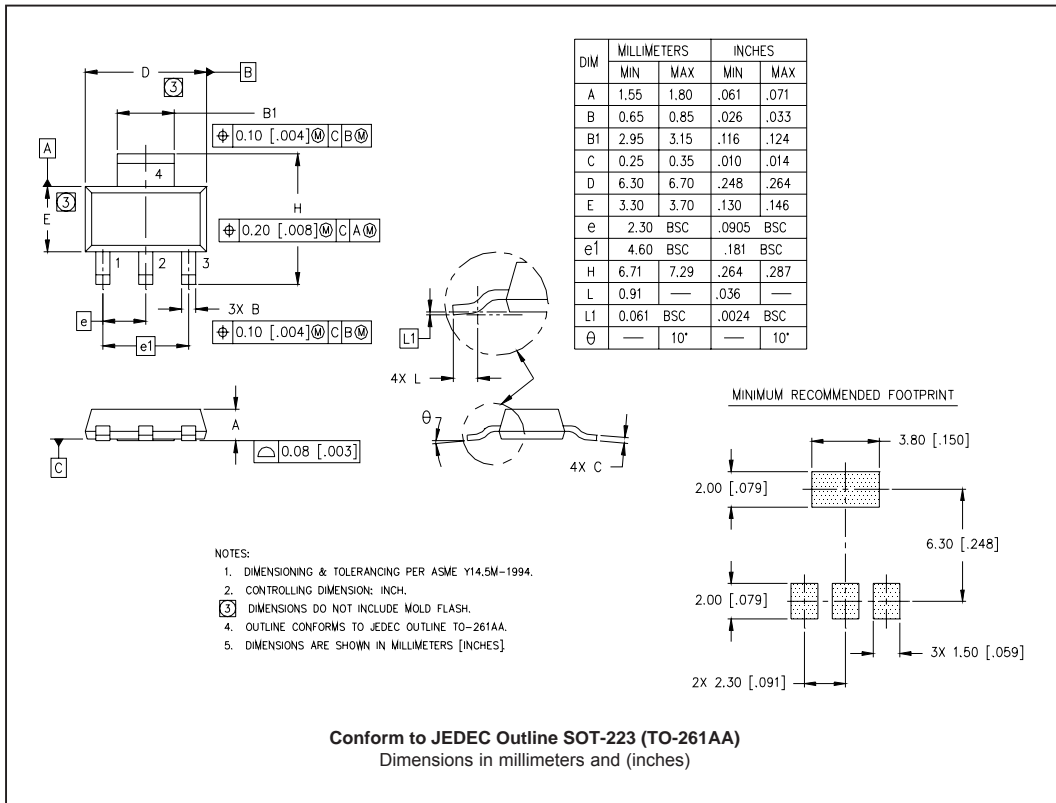 D
3
B
B1
⌖ 0.10 [.004]Ⓜ C BⓂ
A
4
3
E
H
⌖ 0.20 [.008]Ⓜ C AⓂ
1 2 3
3X B
e
⌖ 0.10 [.004]Ⓜ C BⓂ
e1
L1
4X L
A
C
⌓ 0.08 [.003]
θ
4X C
DIM MILLIMETERS INCHES
MIN MAX MIN MAX
A 1.55 1.80 .061 .071
B 0.65 0.85 .026 .033
B1 2.95 3.15 .116 .124
C 0.25 0.35 .010 .014
D 6.30 6.70 .248 .264
E 3.30 3.70 .130 .146
e 2.30 BSC .0905 BSC
e1 4.60 BSC .181 BSC
H 6.71 7.29 .264 .287
L 0.91 — .036 —
L1 0.061 BSC .0024 BSC
θ — 10° — 10°
MINIMUM RECOMMENDED FOOTPRINT
3.80 [.150]
2.00 [.079]
6.30 [.248]
2.00 [.079]
3X 1.50 [.059]
2X 2.30 [.091]
NOTES:
1. DIMENSIONING & TOLERANCING PER ASME Y14.5M-1994.
2. CONTROLLING DIMENSION: INCH.
3 DIMENSIONS DO NOT INCLUDE MOLD FLASH.
4. OUTLINE CONFORMS TO JEDEC OUTLINE TO-261AA.
5. DIMENSIONS ARE SHOWN IN MILLIMETERS [INCHES]
Conform to JEDEC Outline SOT-223 (TO-261AA)
Dimensions in millimeters and (inches)